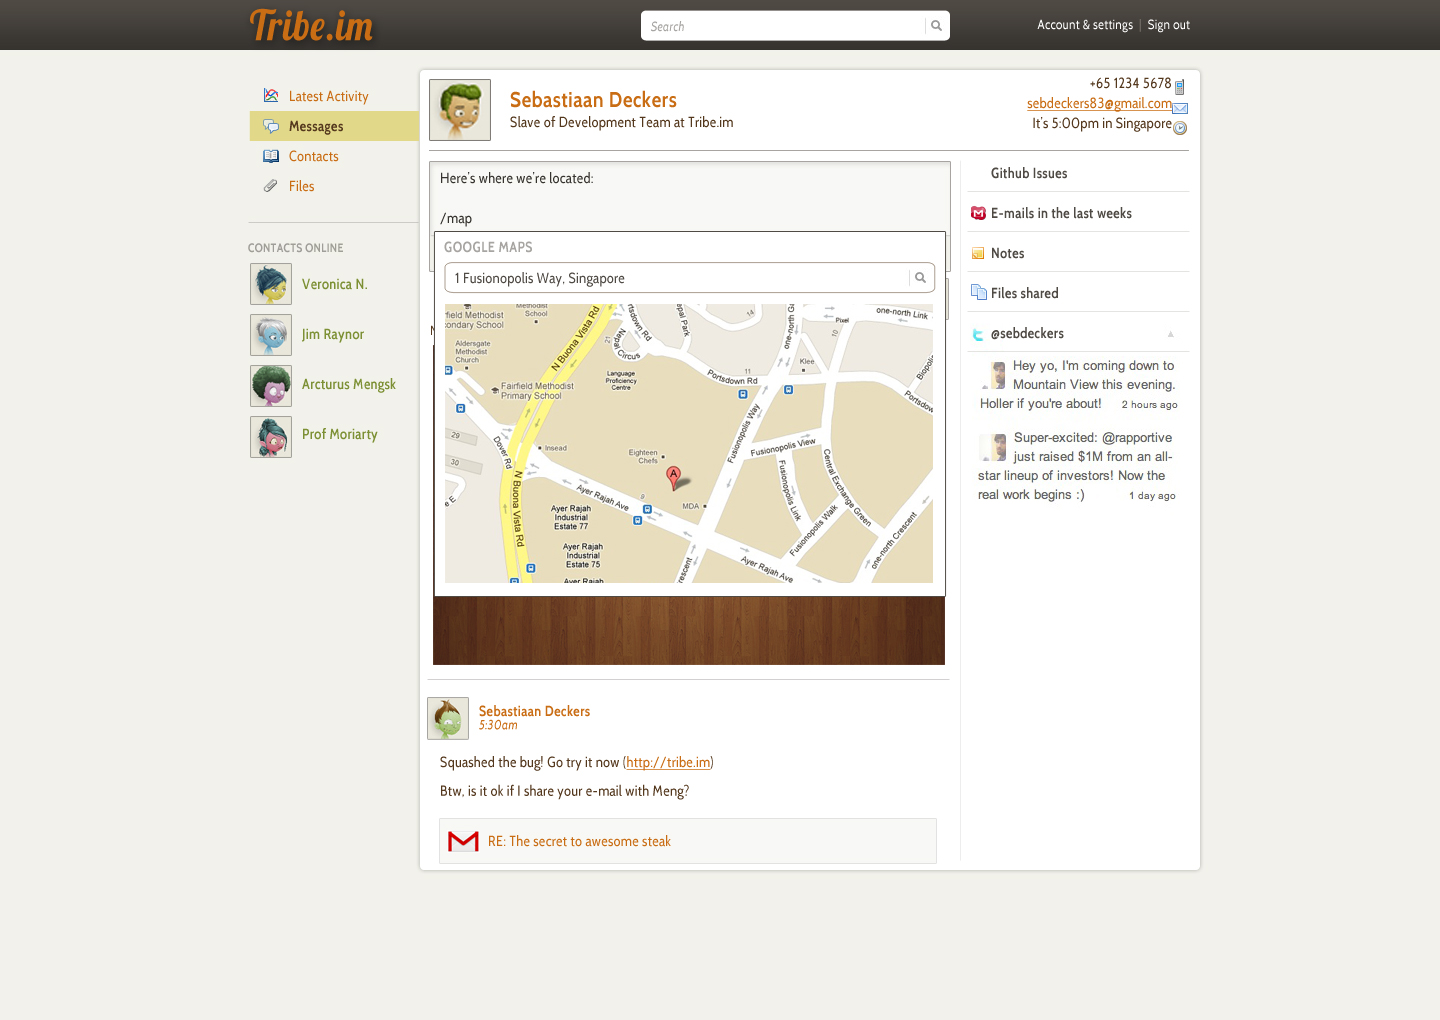 Tribe.im
Search
Account & settings | Sign out
Latest Activity
Messages
Contacts
Files
CONTACTS ONLINE
Veronica N.
Jim Raynor
Arcturus Mengsk
Prof Moriarty
Sebastiaan Deckers
Slave of Development Team at Tribe.im
+65 1234 5678
sebdeckers83@gmail.com
It's 5:00pm in Singapore
Here's where we're located:
/map
GOOGLE MAPS
1 Fusionopolis Way, Singapore
Methodist
School
Aldersgate
Methodist
Church
Fairfield Methodist
Primary School
N Buona Vista Rd
Nepal Circus
Language
Proficiency
Centre
Portsdown Rd
11
14
10
Pixel
one-north Link
Klee
29
30
Dover Rd
Insead
Eighteen
Chefs
A
8
MDA
N Buona Vista Rd
Ayer Rajah Ave
Fusionopolis Way
Fusionopolis View
Fusionopolis Link
Fusionopolis Walk
Central Exchange Green
one-north Crescent
Ayer Rajah
Industrial
Estate 77
Ayer Rajah
Industrial
Estate 75
Ayer Rajah
Ayer Rajah Ave
Sebastiaan Deckers
5:30am
Squashed the bug! Go try it now (http://tribe.im)
Btw, is it ok if I share your e-mail with Meng?
RE: The secret to awesome steak
Github Issues
E-mails in the last weeks
Notes
Files shared
@sebdeckers
Hey yo, I'm coming down to
Mountain View this evening.
Holler if you're about! 2 hours ago
Super-excited: @rapportive
just raised $1M from an all-
star lineup of investors! Now the
real work begins :) 1 day ago